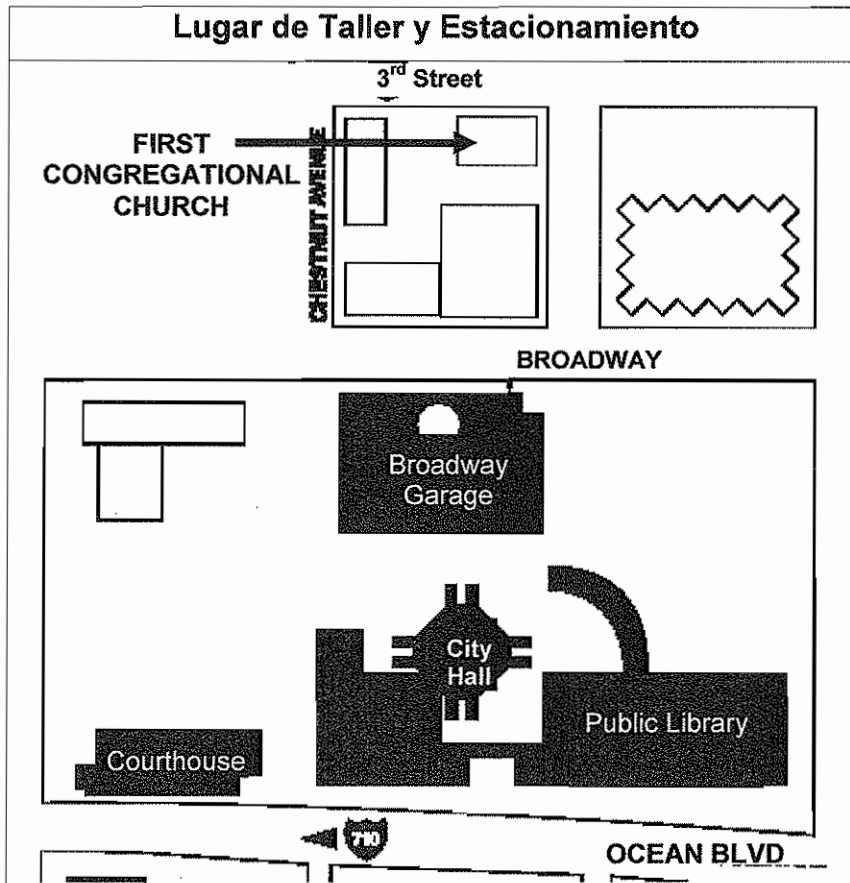 Lugar de Taller y Estacionamiento
3rd Street
FIRST
CONGREGATIONAL
CHURCH
CHESTNUT AVENUE
BROADWAY
Broadway
Garage
City
Hall
Public Library
Courthouse
710
OCEAN BLVD